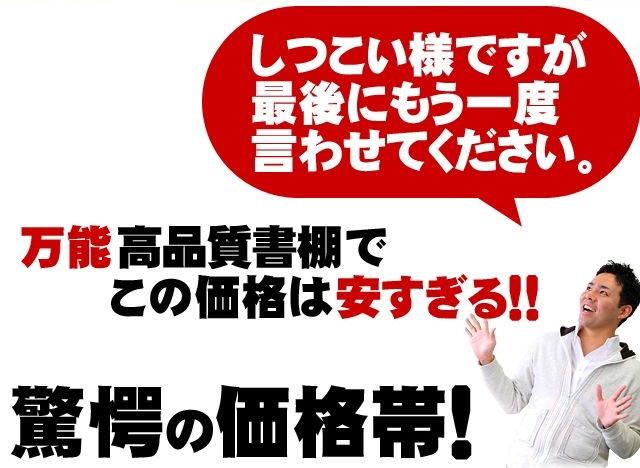 しつこい様ですが
最後にもう一度
言わせてください。
万能高品質書棚で
この価格は安すぎる!!
驚愕の価格帯!